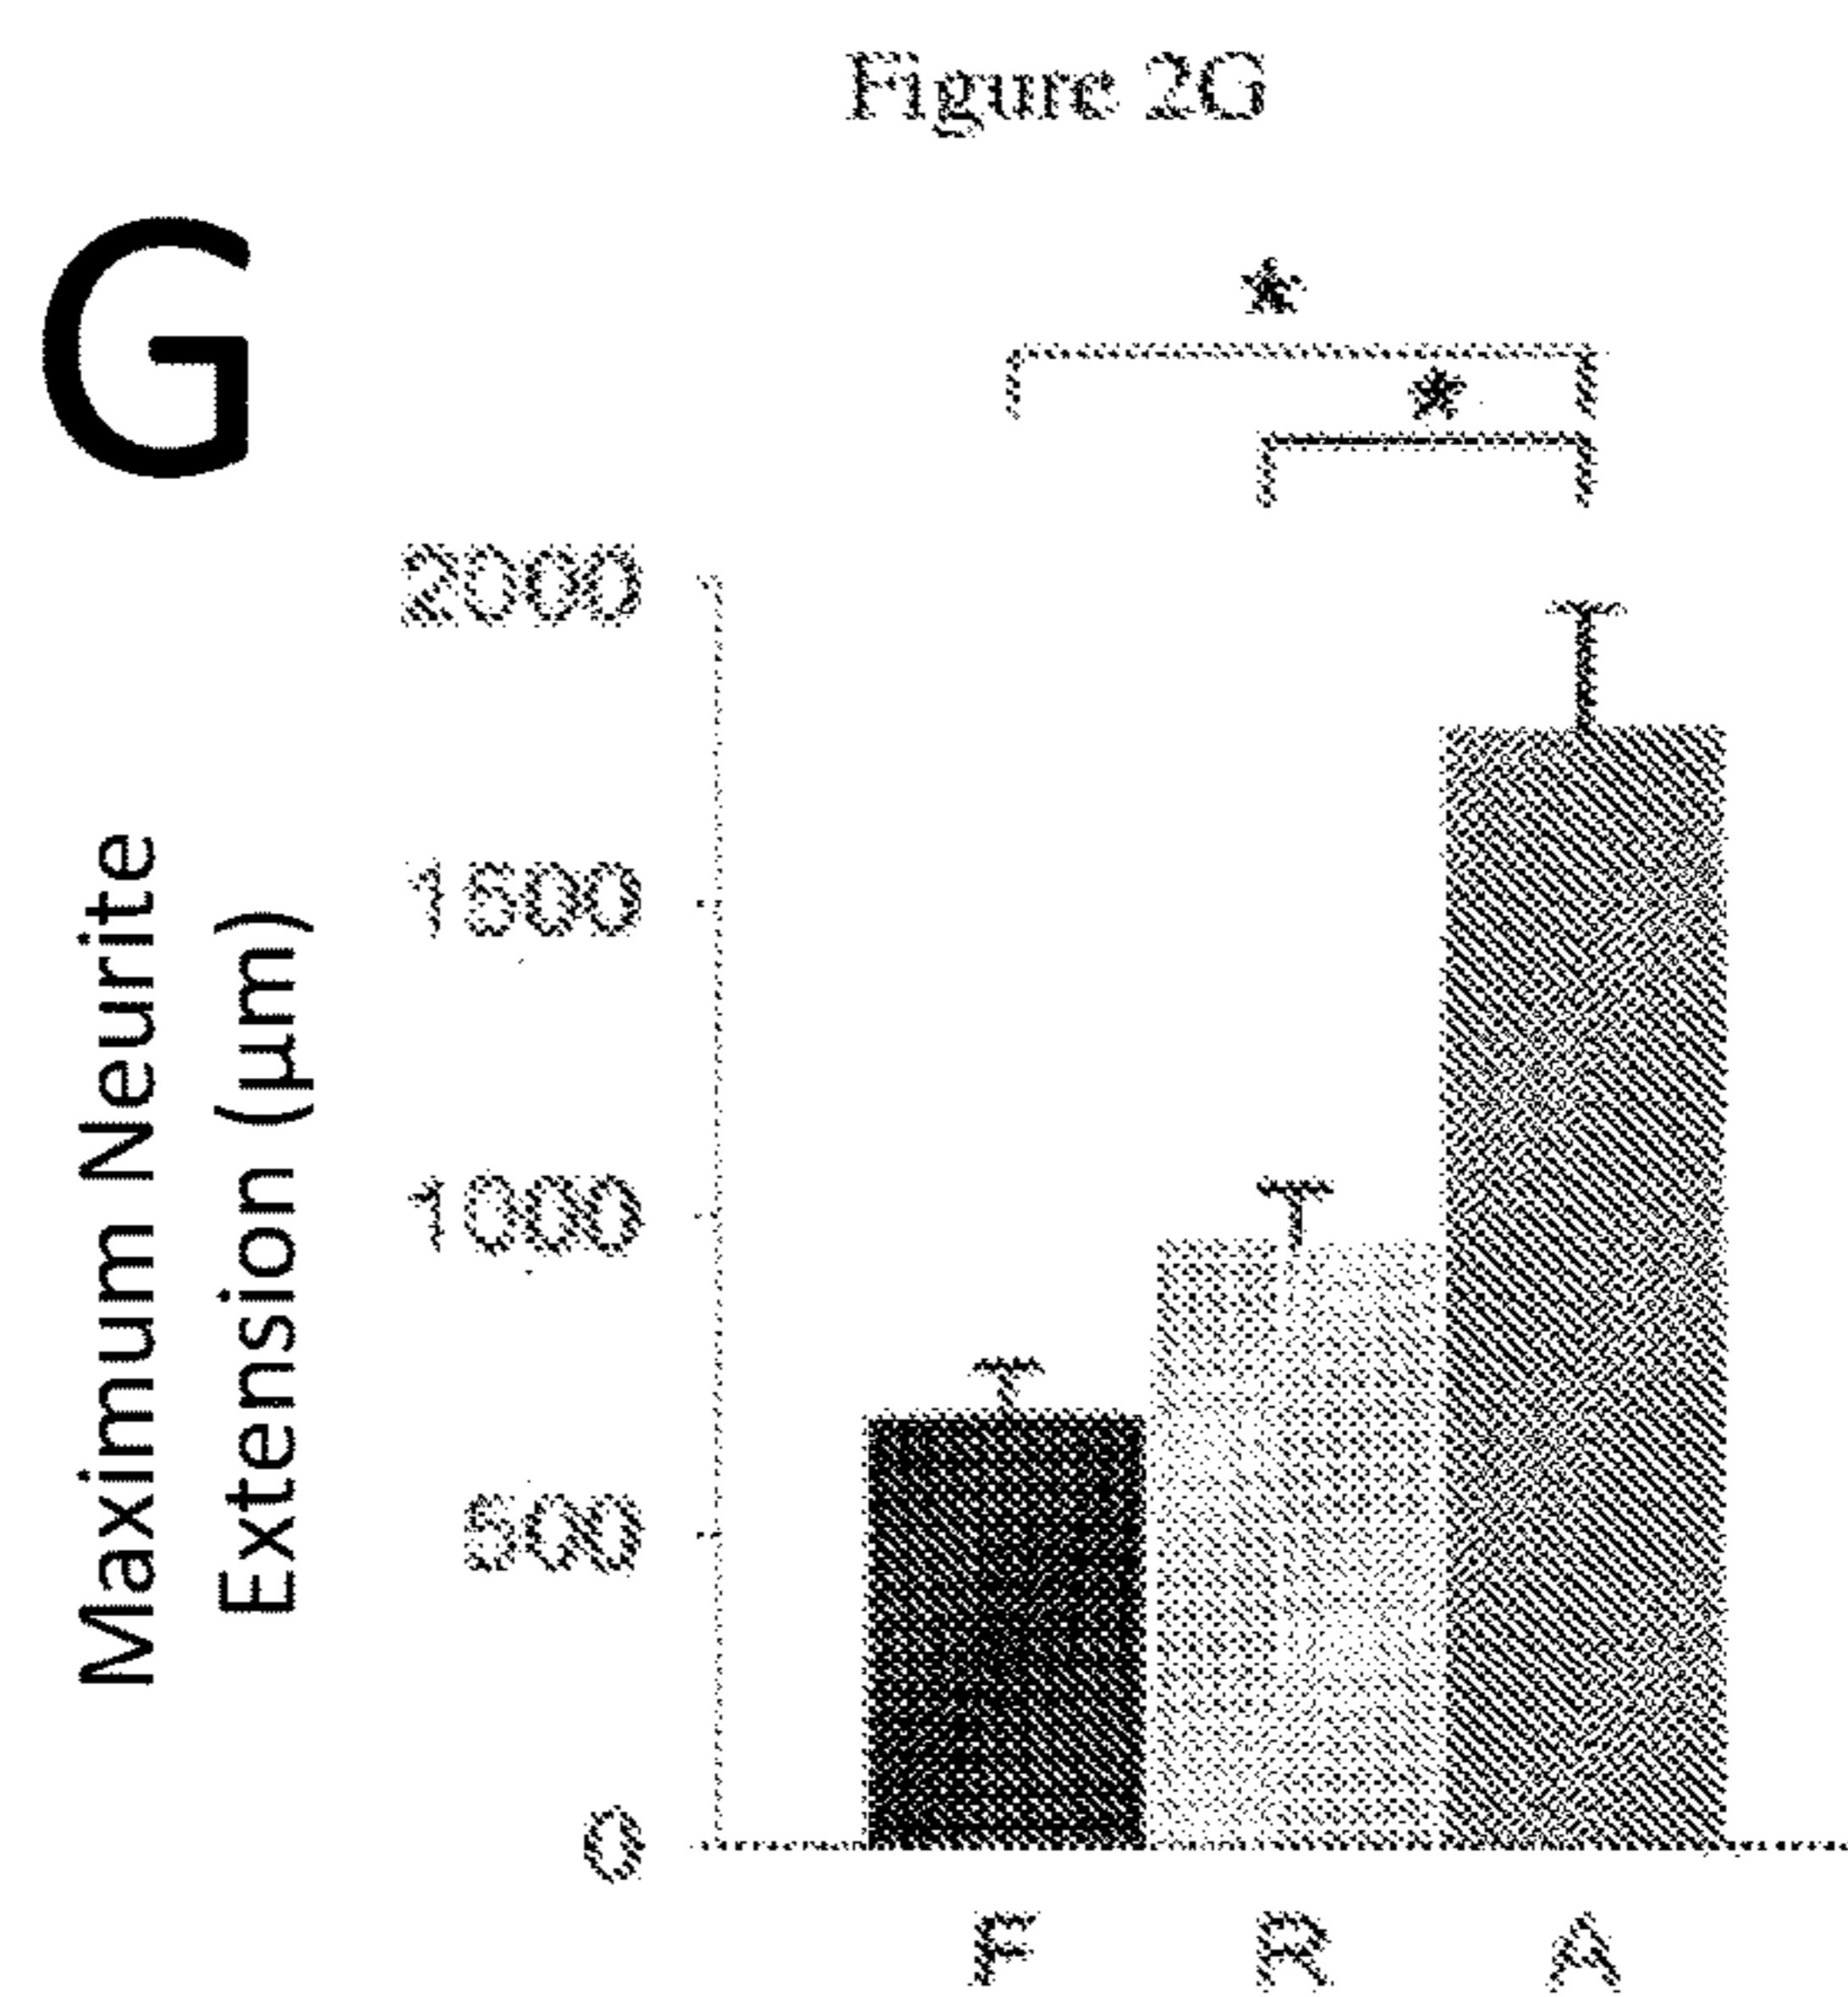 Figure 2G
G
*
*
2000
1500
1000
500
0
Maximum Neurite
Extension (µm)
F R A